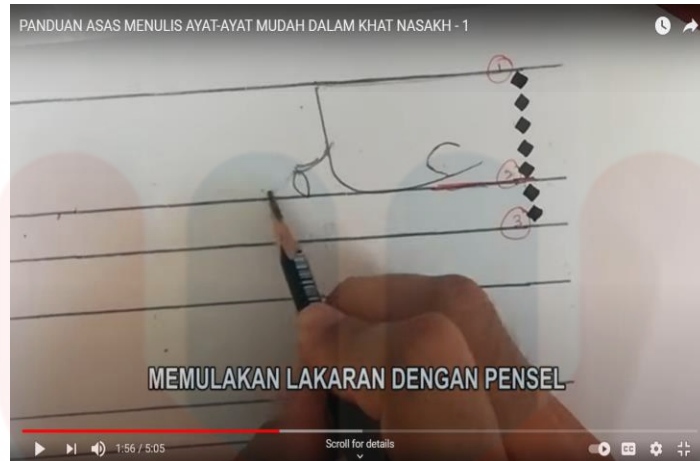 PANDUAN ASAS MENULIS AYAT-AYAT MUDAH DALAM KHAT NASAKH - 1
1
2
3
MEMULAKAN LAKARAN DENGAN PENSEL
1:56 / 5:05
Scroll for details
CC